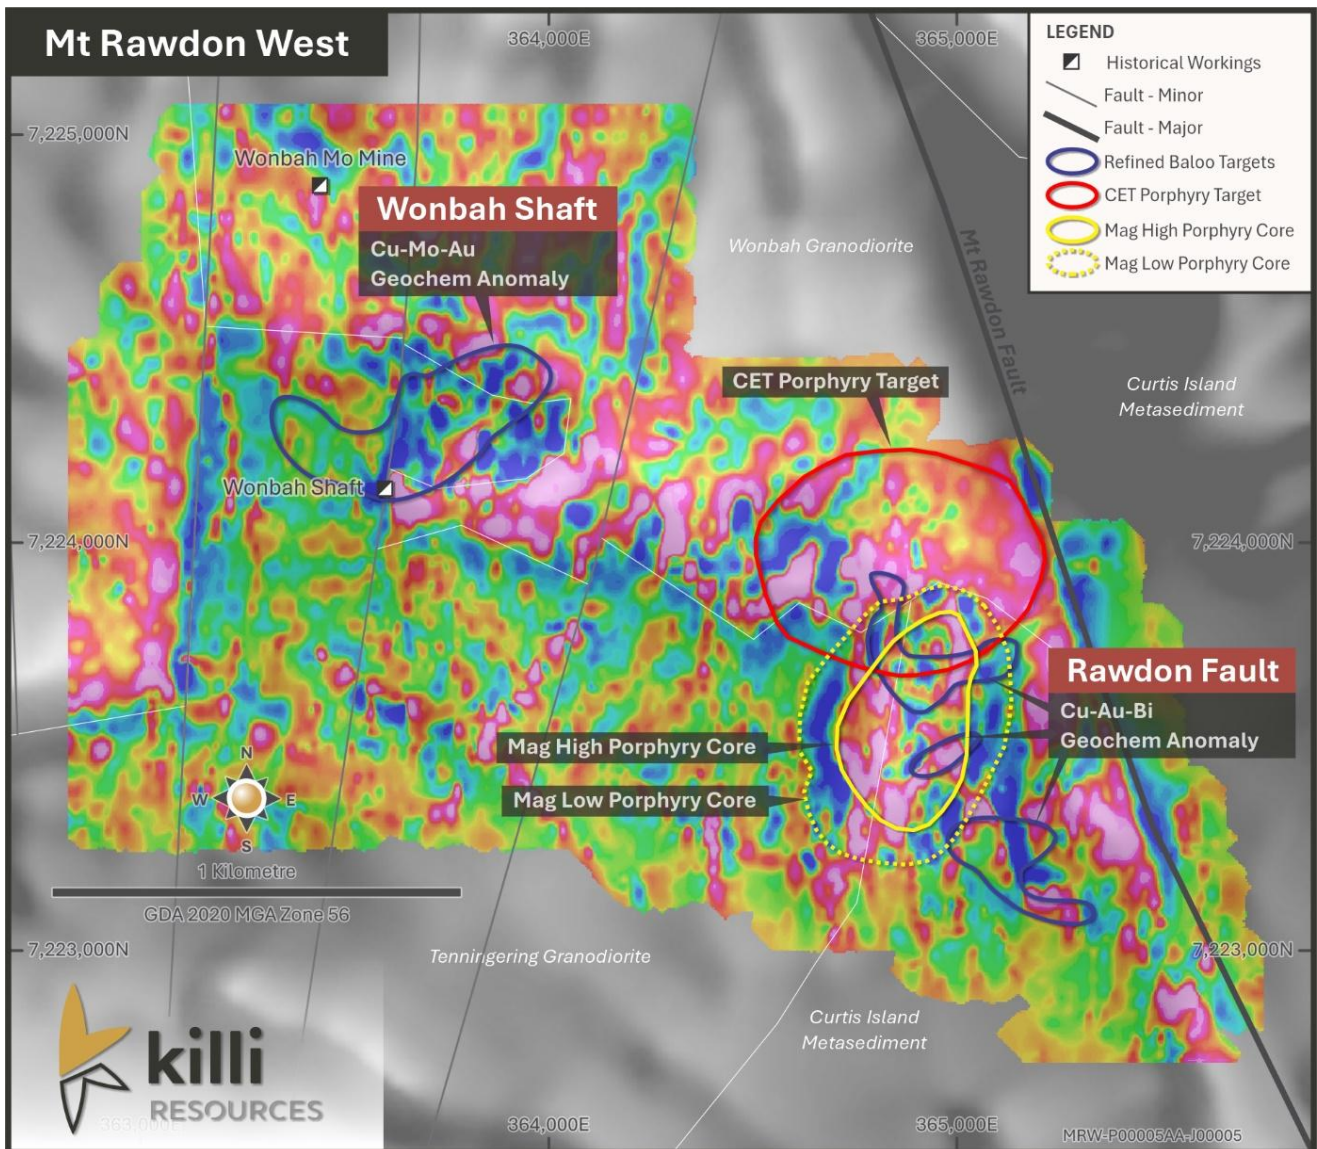 Mt Rawdon West
364,000E
365,000E
LEGEND
Historical Workings
Fault - Minor
Fault - Major
Refined Baloo Targets
CET Porphyry Target
Mag High Porphyry Core
Mag Low Porphyry Core
7,225,000N
Wonbah Mo Mine
Wonbah Shaft
Cu-Mo-Au
Geochem Anomaly
Wonbah Granodiorite
Mt Rawdon Fault
CET Porphyry Target
Curtis Island
Metasediment
Wonbah Shaft
7,224,000N
7,224,000N
Rawdon Fault
Cu-Au-Bi
Geochem Anomaly
Mag High Porphyry Core
Mag Low Porphyry Core
N
W
E
S
1 Kilometre
GDA 2020 MGA Zone 56
7,223,000N
7,223,000N
Tenningering Granodiorite
Curtis Island
Metasediment
killi
RESOURCES
363,000E
364,000E
365,000E
MRW-P00005AA-J00005